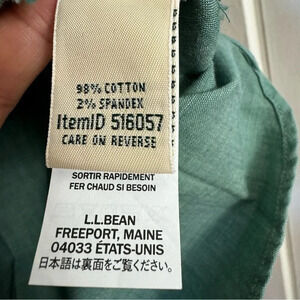 98% COTTON
2% SPANDEX
ItemID 516057
CARE ON REVERSE
SORTIR RAPIDEMENT
FER CHAUD SI BESOIN
L.L.BEAN
FREEPORT, MAINE
04033 ÉTATS-UNIS
日本語は裏面をご覧ください。